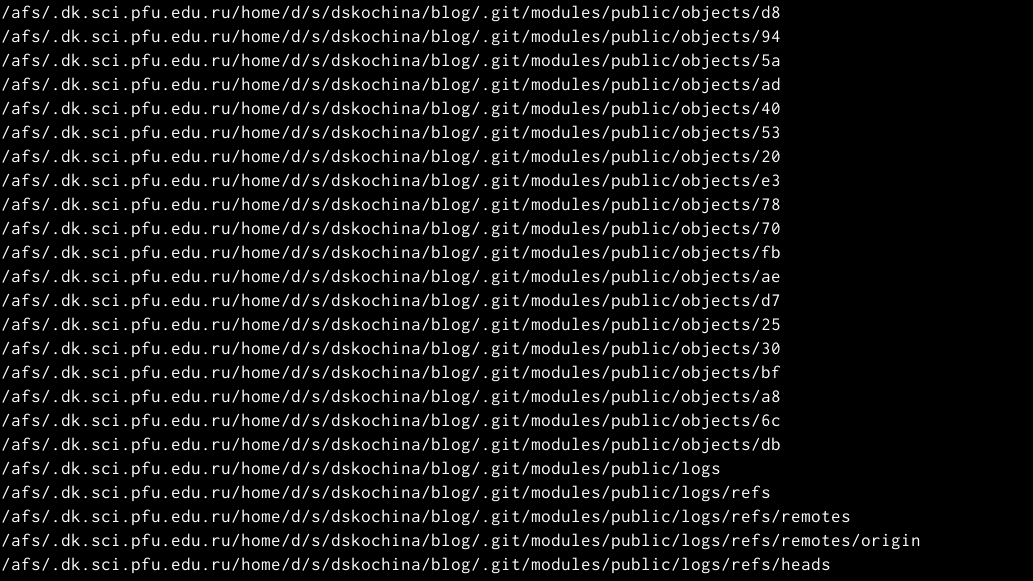 /afs/.dk.sci.pfu.edu.ru/home/d/s/dskochina/blog/.git/modules/public/objects/d8
/afs/.dk.sci.pfu.edu.ru/home/d/s/dskochina/blog/.git/modules/public/objects/94
/afs/.dk.sci.pfu.edu.ru/home/d/s/dskochina/blog/.git/modules/public/objects/5a
/afs/.dk.sci.pfu.edu.ru/home/d/s/dskochina/blog/.git/modules/public/objects/ad
/afs/.dk.sci.pfu.edu.ru/home/d/s/dskochina/blog/.git/modules/public/objects/40
/afs/.dk.sci.pfu.edu.ru/home/d/s/dskochina/blog/.git/modules/public/objects/53
/afs/.dk.sci.pfu.edu.ru/home/d/s/dskochina/blog/.git/modules/public/objects/20
/afs/.dk.sci.pfu.edu.ru/home/d/s/dskochina/blog/.git/modules/public/objects/e3
/afs/.dk.sci.pfu.edu.ru/home/d/s/dskochina/blog/.git/modules/public/objects/78
/afs/.dk.sci.pfu.edu.ru/home/d/s/dskochina/blog/.git/modules/public/objects/70
/afs/.dk.sci.pfu.edu.ru/home/d/s/dskochina/blog/.git/modules/public/objects/fb
/afs/.dk.sci.pfu.edu.ru/home/d/s/dskochina/blog/.git/modules/public/objects/ae
/afs/.dk.sci.pfu.edu.ru/home/d/s/dskochina/blog/.git/modules/public/objects/d7
/afs/.dk.sci.pfu.edu.ru/home/d/s/dskochina/blog/.git/modules/public/objects/25
/afs/.dk.sci.pfu.edu.ru/home/d/s/dskochina/blog/.git/modules/public/objects/30
/afs/.dk.sci.pfu.edu.ru/home/d/s/dskochina/blog/.git/modules/public/objects/bf
/afs/.dk.sci.pfu.edu.ru/home/d/s/dskochina/blog/.git/modules/public/objects/a8
/afs/.dk.sci.pfu.edu.ru/home/d/s/dskochina/blog/.git/modules/public/objects/6c
/afs/.dk.sci.pfu.edu.ru/home/d/s/dskochina/blog/.git/modules/public/objects/db
/afs/.dk.sci.pfu.edu.ru/home/d/s/dskochina/blog/.git/modules/public/logs
/afs/.dk.sci.pfu.edu.ru/home/d/s/dskochina/blog/.git/modules/public/logs/refs
/afs/.dk.sci.pfu.edu.ru/home/d/s/dskochina/blog/.git/modules/public/logs/refs/remotes
/afs/.dk.sci.pfu.edu.ru/home/d/s/dskochina/blog/.git/modules/public/logs/refs/remotes/origin
/afs/.dk.sci.pfu.edu.ru/home/d/s/dskochina/blog/.git/modules/public/logs/refs/heads